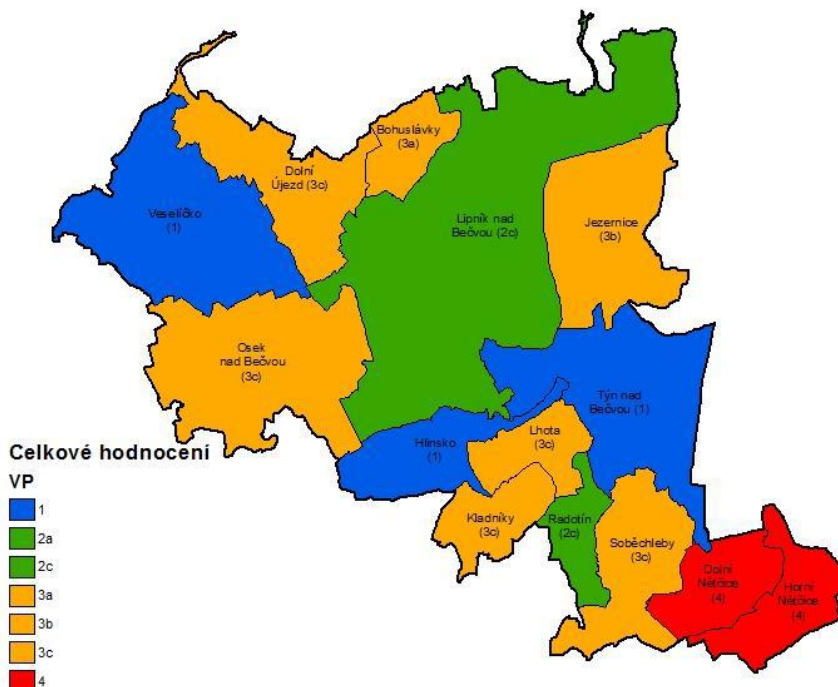 Bohuslávky
(3a)
Dolní
Újezd (3c)
Veselíčko
(1)
Lipník nad
Bečvou (2c)
Jezernice
(3b)
Osek
nad Bečvou
(3c)
Týn nad
Bečvou (1)
Hlinsko
(1)
Lhota
(3c)
Kladníky
(3c)
Radotín
(2c)
Soběchleby
(3c)
Dolní
Nětčice
(4)
Horní
Nětčice
(4)
Celkové hodnocení
VP
1
2a
2c
3a
3b
3c
4